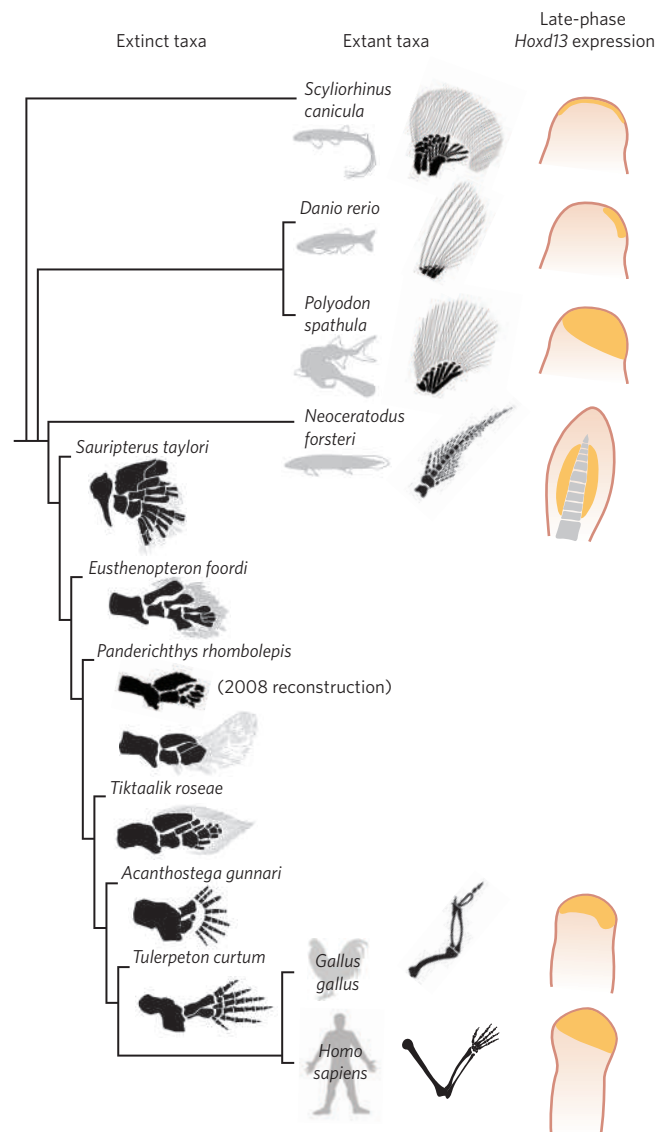 Extinct taxa
Extant taxa
Late-phase
Hoxd13 expression
Scyliorhinus
canicula
Danio rerio
Polyodon
spathula
Neoceratodus
forsteri
Sauripterus taylori
Eusthenopteron foordi
Panderichthys rhombolepis
(2008 reconstruction)
Tiktaalik roseae
Acanthostega gunnari
Tulerpeton curtum
Gallus
gallus
Homo
sapiens